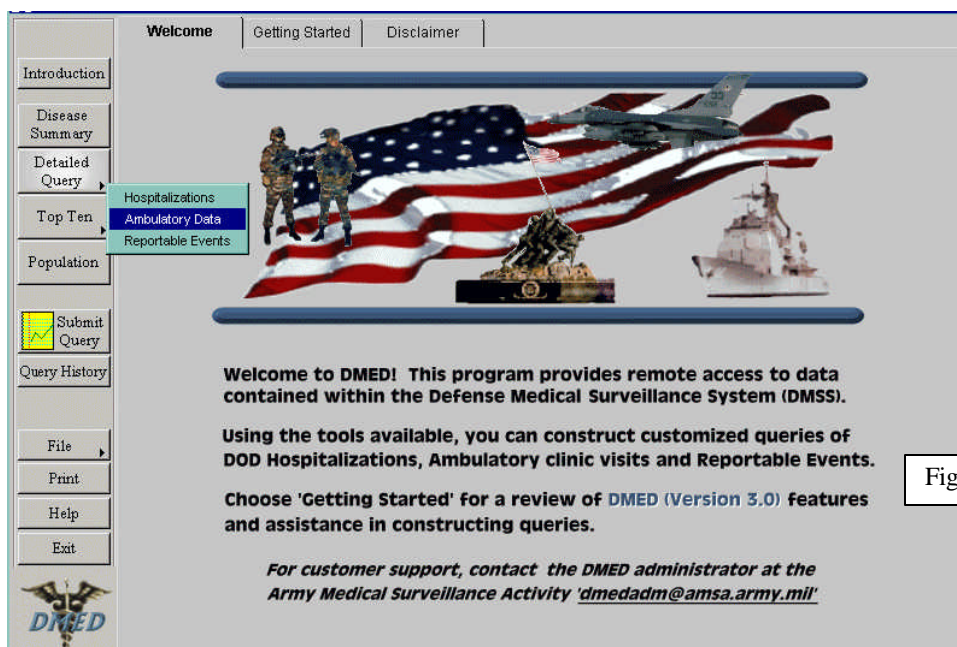 Welcome
Getting Started
Disclaimer
Introduction
Disease
Summary
Detailed
Query
Top Ten
Population
Submit
Query
Query History
File
Print
Help
Exit
DMED
Hospitalizations
Ambulatory Data
Reportable Events
Welcome to DMED! This program provides remote access to data
contained within the Defense Medical Surveillance System (DMSS).
Using the tools available, you can construct customized queries of
DOD Hospitalizations, Ambulatory clinic visits and Reportable Events.
Choose 'Getting Started' for a review of DMED (Version 3.0) features
and assistance in constructing queries.
For customer support, contact the DMED administrator at the
Army Medical Surveillance Activity 'dmedadm@amsa.army.mil'
Fig